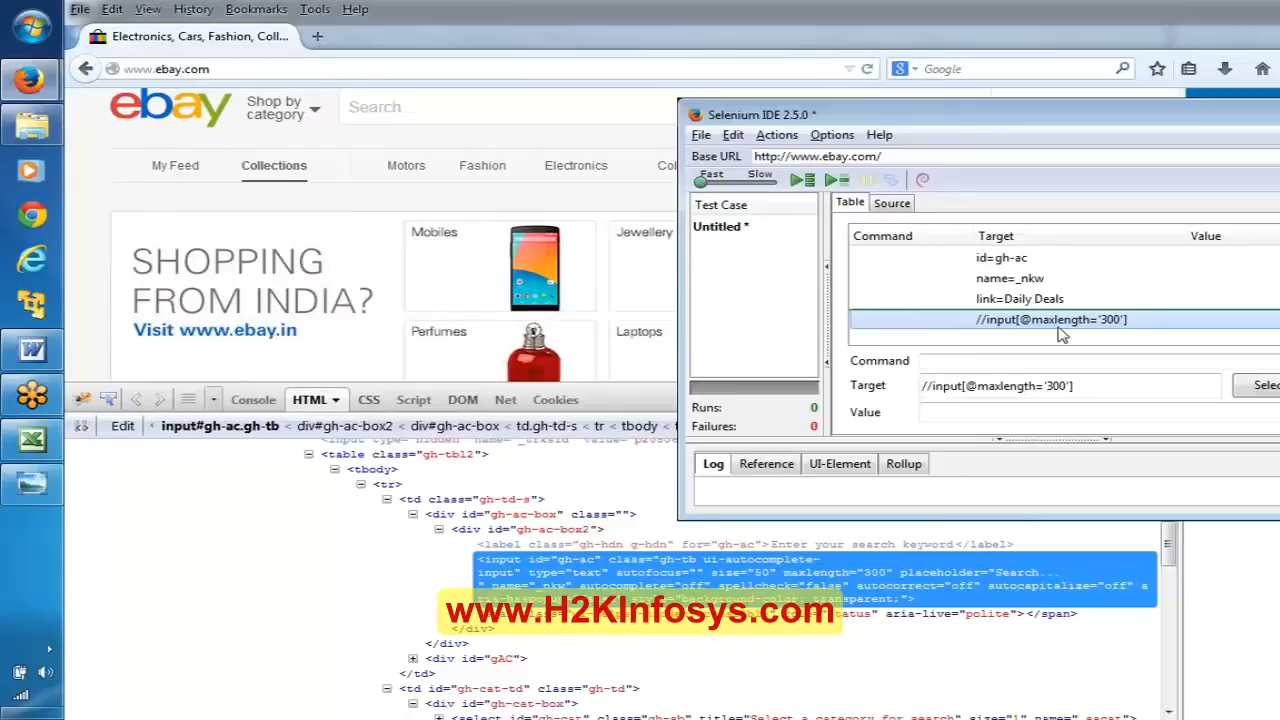 File Edit View History Bookmarks Tools Help
Electronics, Cars, Fashion, Coll...
www.ebay.com
Google
ebay Shop by category Search...
My Feed Collections Motors Fashion Electronics
SHOPPING
FROM INDIA?
Visit www.ebay.in
Mobiles
Jewellery
Perfumes
Laptops
Selenium IDE 2.5.0 *
File Edit Actions Options Help
Base URL http://www.ebay.com/
Fast Slow
Test Case
Untitled *
Table Source
Command Target Value
id=gh-ac
name=_nkw
link=Daily Deals
//input[@maxlength='300']
Command
Target //input[@maxlength='300']
Value
Runs: 0
Failures: 0
Log Reference UI-Element Rollup
Console HTML CSS Script DOM Net Cookies
Edit input#gh-ac.gh-tb < div#gh-ac-box2 < div#gh-ac-box < td.gh-td-s < tr < tbody <
<table class="gh-tbl2">
<tbody>
<tr>
<td class="gh-td-s">
<div id="gh-ac-box" class="">
<div id="gh-ac-box2">
<label class="gh-hdn g-hdn" for="gh-ac">Enter your search keyword</label>
<input id="gh-ac" class="gh-tb ui-autocomplete-
input" type="text" autofocus="" size="50" maxlength="300" placeholder="Search...
" name="_nkw" autocomplete="off" spellcheck="false" autocorrect="off" autocapitalize="off" a
transparent;">
www.H2KInfosys.com
aria-live="polite"></span>
</div>
</div>
<div id="gAC">
</td>
<td id="gh-cat-td" class="gh-td">
<div id="gh-cat-box">